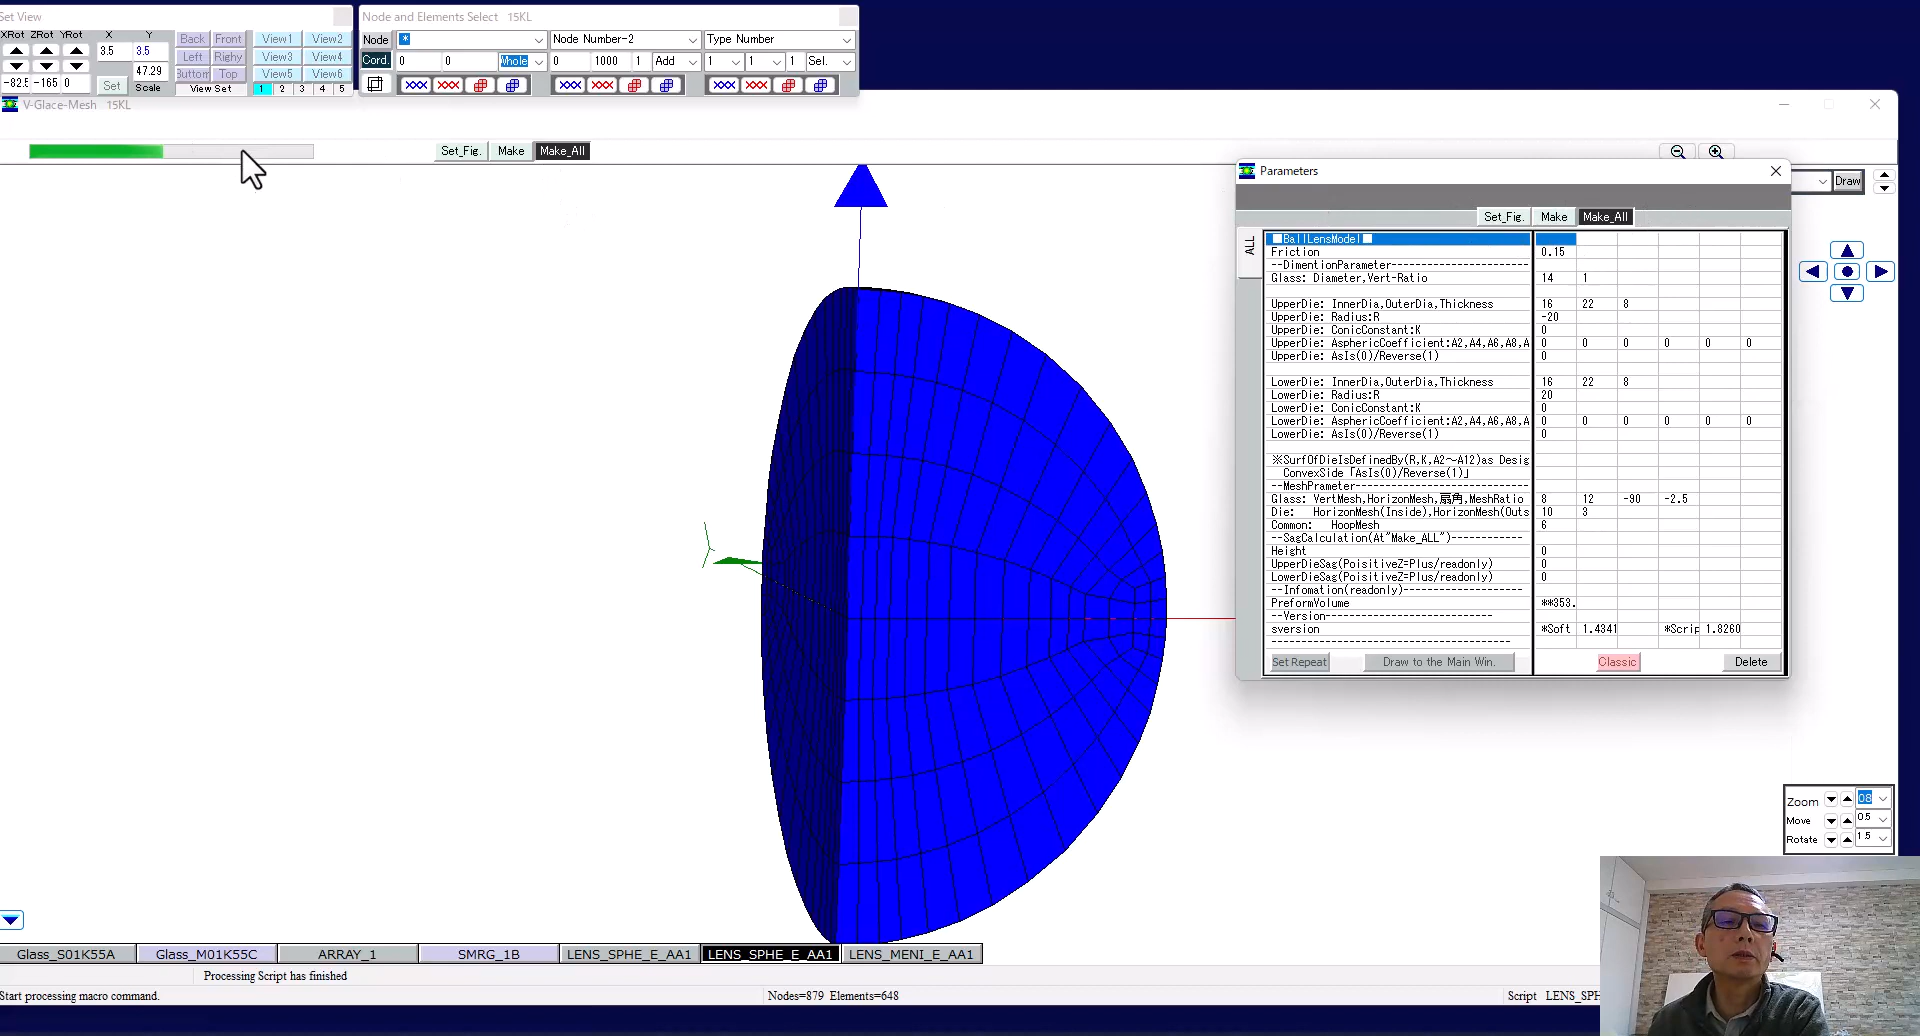 Set View
XRot ZRot YRot X Y
3.5 3.5
-82.5 -165 0 47.29
Set Scale
Back Front View1 View2
Left Righy View3 View4
Top View5 View6
View Set 1 2 3 4 5
Node and Elements Select 15KL
Node * Node Number-2 Type Number
Cord. 0 0 Whole 0 1000 1 Add 1 1 1 Sel.
V-Glace-Mesh 15KL
Set_Fig. Make Make_All
Draw
Parameters
Set_Fig. Make Make_All
ALL
■BallLensModel■
Friction 0.15
--DimentionParameter-----------------------
Glass: Diameter,Vert-Ratio 14 1
UpperDie: InnerDia,OuterDia,Thickness 16 22 8
UpperDie: Radius:R -20
UpperDie: ConicConstant:K 0
UpperDie: AsphericCoefficient:A2,A4,A6,A8,A 0 0 0 0 0 0
UpperDie: AsIs(0)/Reverse(1) 0
LowerDie: InnerDia,OuterDia,Thickness 16 22 8
LowerDie: Radius:R 20
LowerDie: ConicConstant:K 0
LowerDie: AsphericCoefficient:A2,A4,A6,A8,A 0 0 0 0 0 0
LowerDie: AsIs(0)/Reverse(1) 0
※SurfOfDieIsDefinedBy(R,K,A2～A12)as Desig
ConvexSide「AsIs(0)/Reverse(1)」
--MeshPrameter-----------------------------
Glass: VertMesh,HorizonMesh,扇角,MeshRatio 8 12 -90 -2.5
Die: HorizonMesh(Inside),HorizonMesh(Outs 10 3
Common: HoopMesh 6
--SagCalculation(At"Make_ALL")------------
Height 0
UpperDieSag(PoisitiveZ=Plus/readonly) 0
LowerDieSag(PoisitiveZ=Plus/readonly) 0
--Infomation(readonly)--------------------
PreformVolume **353.
--Version-----------------------------
sversion *Soft 1.4341 *Scrip 1.8260
----------------------------------------
Set Repeat Draw to the Main Win. Classic Delete
Zoom 08
Move 0.5
Rotate 1.5
Glass_S01K55A Glass_M01K55C ARRAY_1 SMRG_1B LENS_SPHE_E_AA1 LENS_SPHE_E_AA1 LENS_MENI_E_AA1
Processing Script has finished
Start processing macro command. Nodes=879 Elements=648 Script LENS_SPH